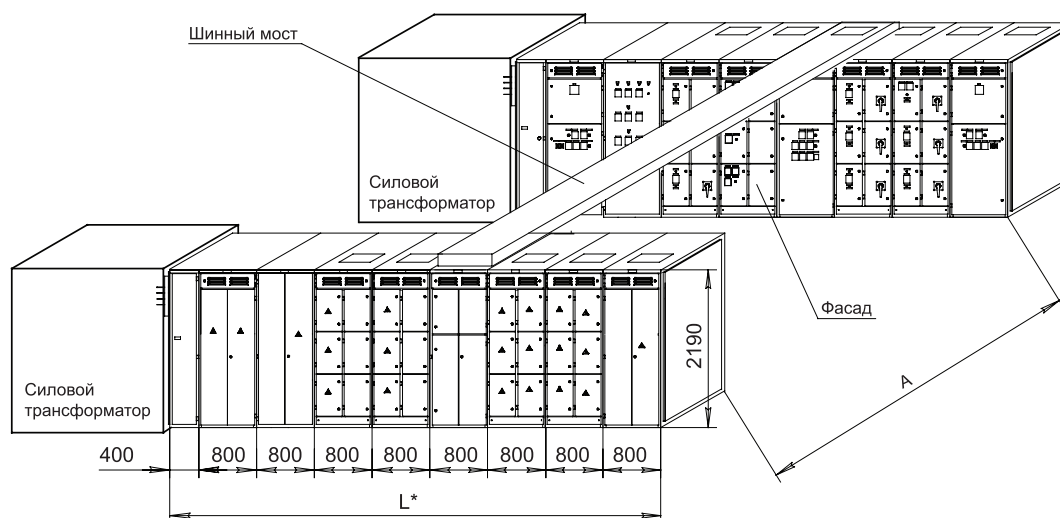 Шинный мост
Силовой
трансформатор
Фасад
2190
A
Силовой
трансформатор
400 800 800 800 800 800 800 800 800
L*